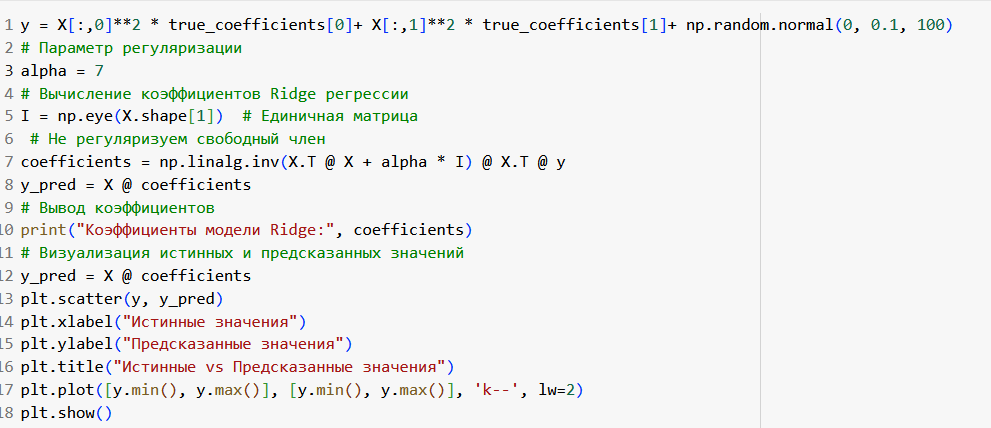 1 y = X[:,0]**2 * true_coefficients[0]+ X[:,1]**2 * true_coefficients[1]+ np.random.normal(0, 0.1, 100)
2 # Параметр регуляризации
3 alpha = 7
4 # Вычисление коэффициентов Ridge регрессии
5 I = np.eye(X.shape[1])  # Единичная матрица
6  # Не регуляризуем свободный член
7 coefficients = np.linalg.inv(X.T @ X + alpha * I) @ X.T @ y
8 y_pred = X @ coefficients
9 # Вывод коэффициентов
10 print("Коэффициенты модели Ridge:", coefficients)
11 # Визуализация истинных и предсказанных значений
12 y_pred = X @ coefficients
13 plt.scatter(y, y_pred)
14 plt.xlabel("Истинные значения")
15 plt.ylabel("Предсказанные значения")
16 plt.title("Истинные vs Предсказанные значения")
17 plt.plot([y.min(), y.max()], [y.min(), y.max()], 'k--', lw=2)
18 plt.show()